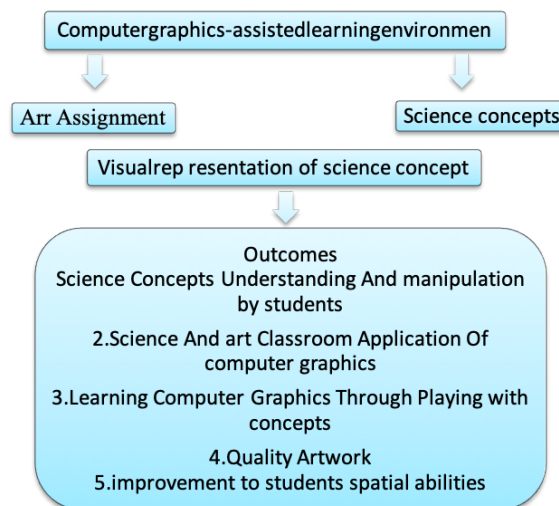 Computergraphics-assistedlearningenvironmen
Arr Assignment
Science concepts
Visualrep resentation of science concept
Outcomes
Science Concepts Understanding And manipulation
by students
2.Science And art Classroom Application Of
computer graphics
3.Learning Computer Graphics Through Playing with
concepts
4.Quality Artwork
5.improvement to students spatial abilities